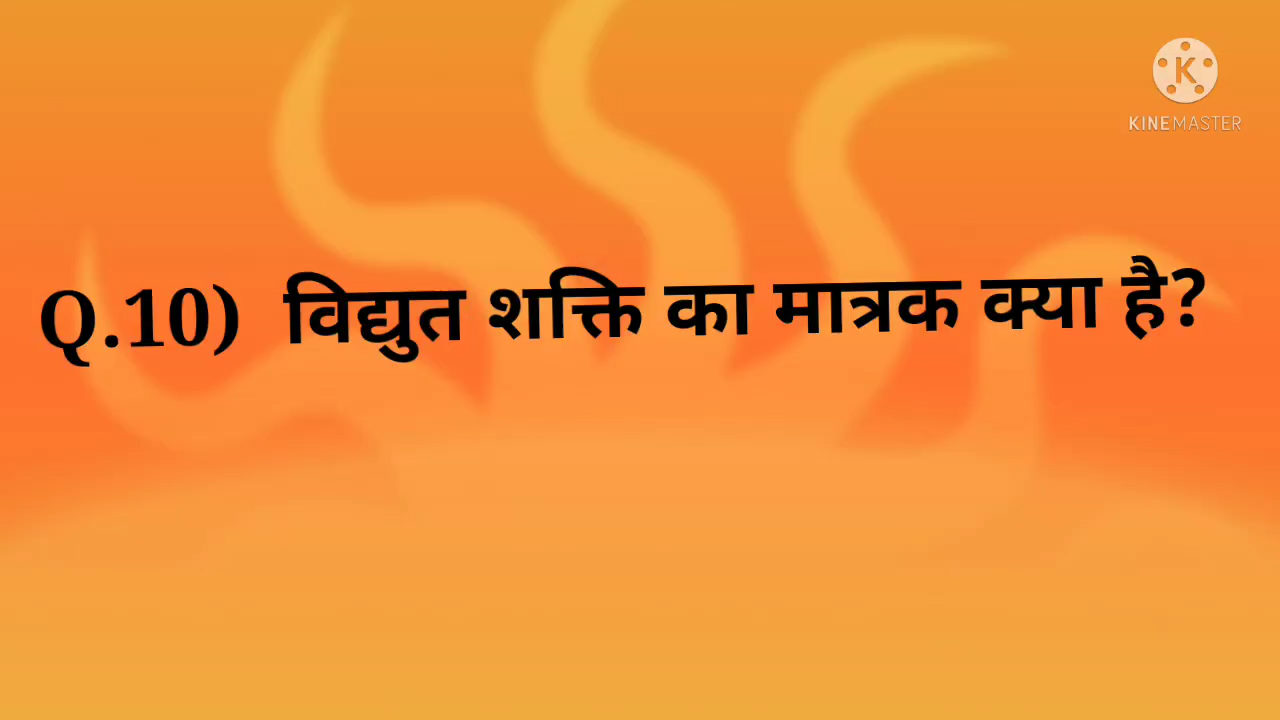 K
KINEMASTER
Q.10) विद्युत शक्ति का मात्रक क्या है?